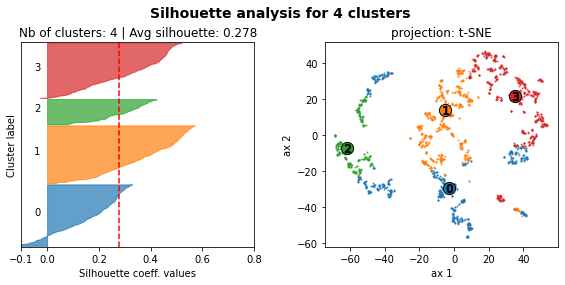 Silhouette analysis for 4 clusters
Nb of clusters: 4 | Avg silhouette: 0.278
Cluster label
3
2
1
0
−0.1 0.0 0.2 0.4 0.6 0.8
Silhouette coeff. values
projection: t-SNE
ax 2
40
20
0
−20
−40
−60
3
1
2
0
−60 −40 −20 0 20 40
ax 1